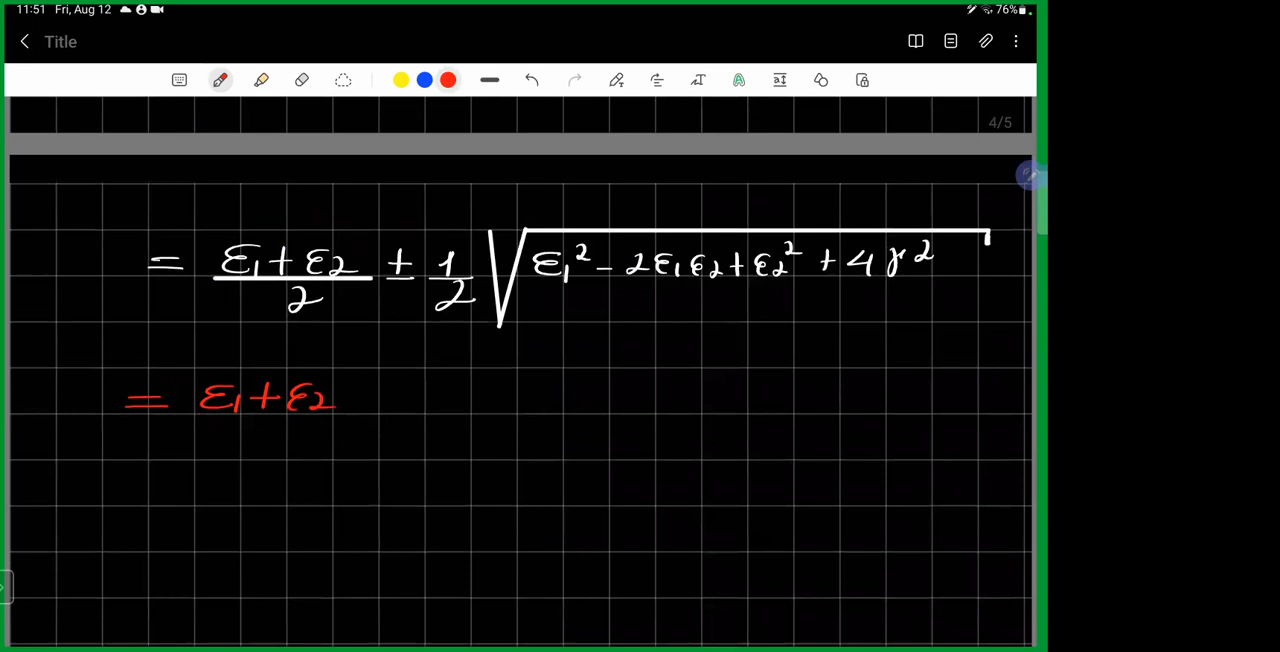 11:51 Fri, Aug 12 76%
Title
4/5
= ε₁+ε₂/2 ± 1/2 √(ε₁² - 2ε₁ε₂ + ε₂² + 4γ²)
= ε₁+ε₂